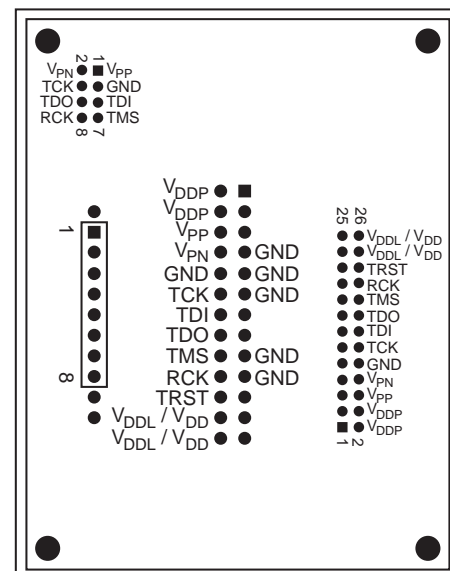 2 1
VPN VPP
TCK GND
TDO TDI
RCK TMS
8 7
1
8
VDDP
VDDP
VPP
VPN GND
GND GND
TCK GND
TDI
TDO
TMS GND
RCK GND
TRST
VDDL / VDD
VDDL / VDD
25 26
VDDL / VDD
VDDL / VDD
TRST
RCK
TMS
TDO
TDI
TCK
GND
VPN
VPP
VDDP
VDDP
1 2